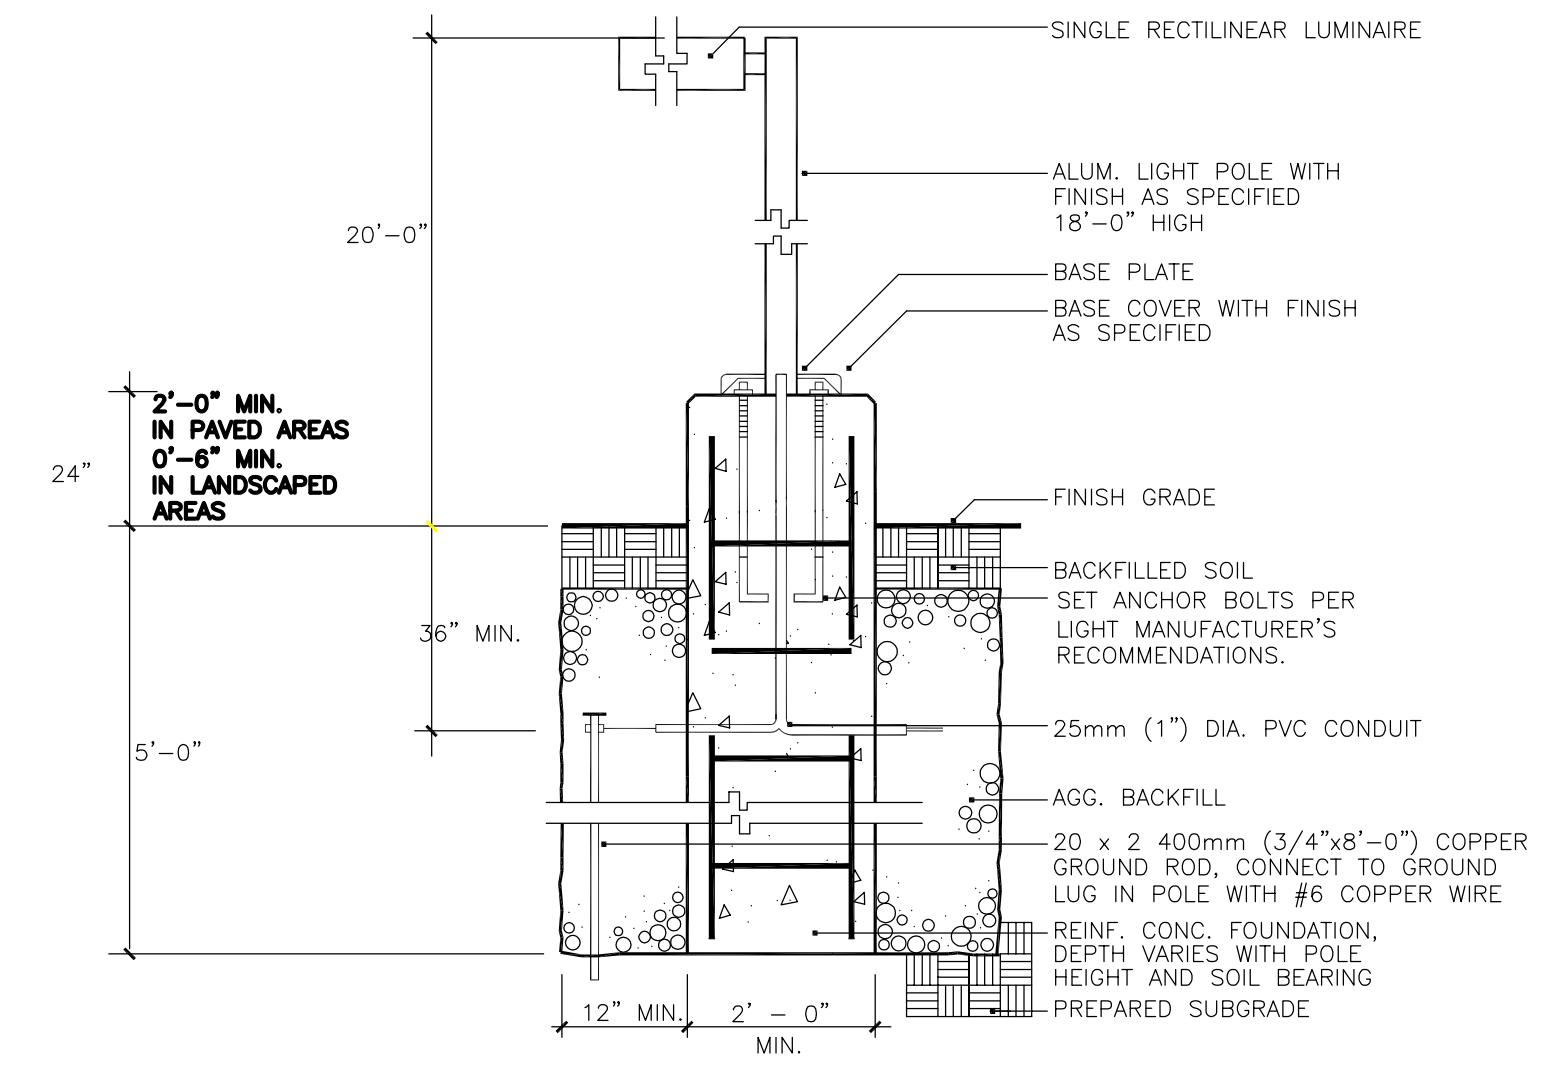 SINGLE RECTILINEAR LUMINAIRE
ALUM. LIGHT POLE WITH
FINISH AS SPECIFIED
18'-0" HIGH
20'-0"
BASE PLATE
BASE COVER WITH FINISH
AS SPECIFIED
2'-0" MIN.
IN PAVED AREAS
0'-6" MIN.
IN LANDSCAPED
AREAS
24"
FINISH GRADE
BACKFILLED SOIL
SET ANCHOR BOLTS PER
LIGHT MANUFACTURER'S
RECOMMENDATIONS.
36" MIN.
25mm (1") DIA. PVC CONDUIT
5'-0"
AGG. BACKFILL
20 x 2 400mm (3/4"x8'-0") COPPER
GROUND ROD, CONNECT TO GROUND
LUG IN POLE WITH #6 COPPER WIRE
REINF. CONC. FOUNDATION,
DEPTH VARIES WITH POLE
HEIGHT AND SOIL BEARING
PREPARED SUBGRADE
12" MIN.
2' - 0"
MIN.